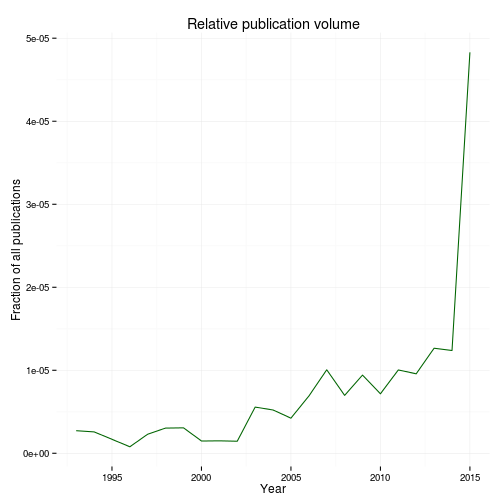 Relative publication volume
5e-05
4e-05
3e-05
2e-05
1e-05
0e+00
Fraction of all publications
1995 2000 2005 2010 2015
Year